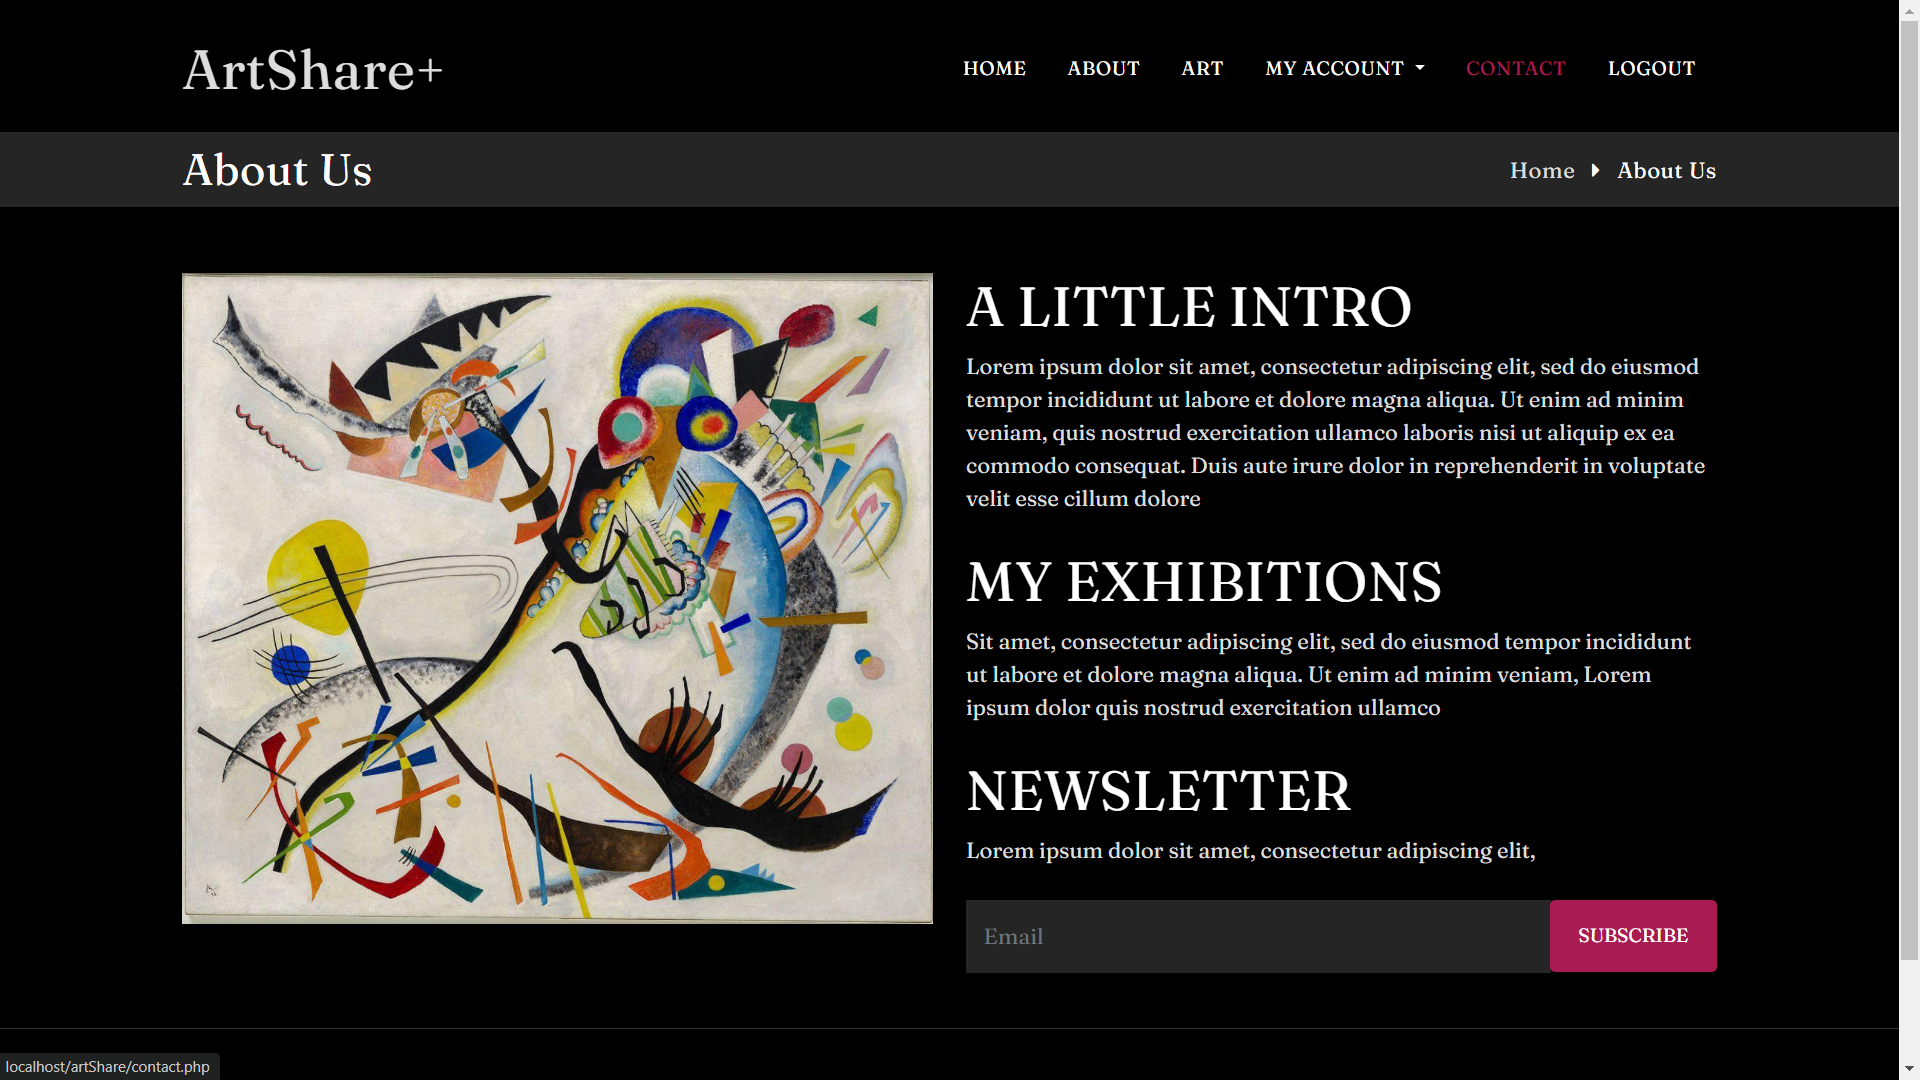 ArtShare+
HOME ABOUT ART MY ACCOUNT CONTACT LOGOUT
About Us
Home About Us
A LITTLE INTRO
Lorem ipsum dolor sit amet, consectetur adipiscing elit, sed do eiusmod
tempor incididunt ut labore et dolore magna aliqua. Ut enim ad minim
veniam, quis nostrud exercitation ullamco laboris nisi ut aliquip ex ea
commodo consequat. Duis aute irure dolor in reprehenderit in voluptate
velit esse cillum dolore
MY EXHIBITIONS
Sit amet, consectetur adipiscing elit, sed do eiusmod tempor incididunt
ut labore et dolore magna aliqua. Ut enim ad minim veniam, Lorem
ipsum dolor quis nostrud exercitation ullamco
NEWSLETTER
Lorem ipsum dolor sit amet, consectetur adipiscing elit,
Email
SUBSCRIBE
localhost/artShare/contact.php